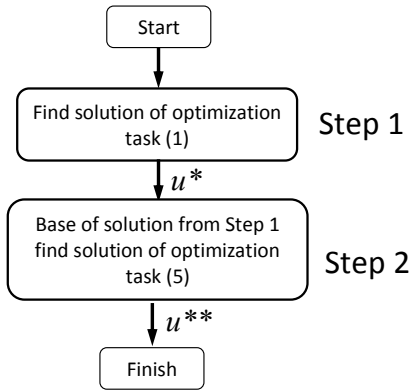 Start
Find solution of optimization
task (1)
Step 1
u*
Base of solution from Step 1
find solution of optimization
task (5)
Step 2
u**
Finish